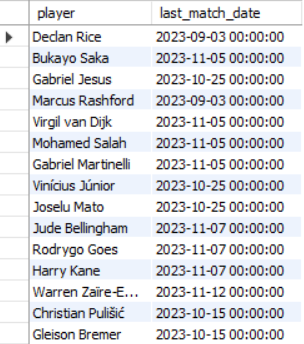 player last_match_date
Declan Rice 2023-09-03 00:00:00
Bukayo Saka 2023-11-05 00:00:00
Gabriel Jesus 2023-10-25 00:00:00
Marcus Rashford 2023-09-03 00:00:00
Virgil van Dijk 2023-11-05 00:00:00
Mohamed Salah 2023-11-05 00:00:00
Gabriel Martinelli 2023-11-05 00:00:00
Vinícius Júnior 2023-10-25 00:00:00
Joselu Mato 2023-10-25 00:00:00
Jude Bellingham 2023-11-07 00:00:00
Rodrygo Goes 2023-11-07 00:00:00
Harry Kane 2023-11-07 00:00:00
Warren Zaïre-E... 2023-11-12 00:00:00
Christian Pulišić 2023-10-15 00:00:00
Gleison Bremer 2023-10-15 00:00:00